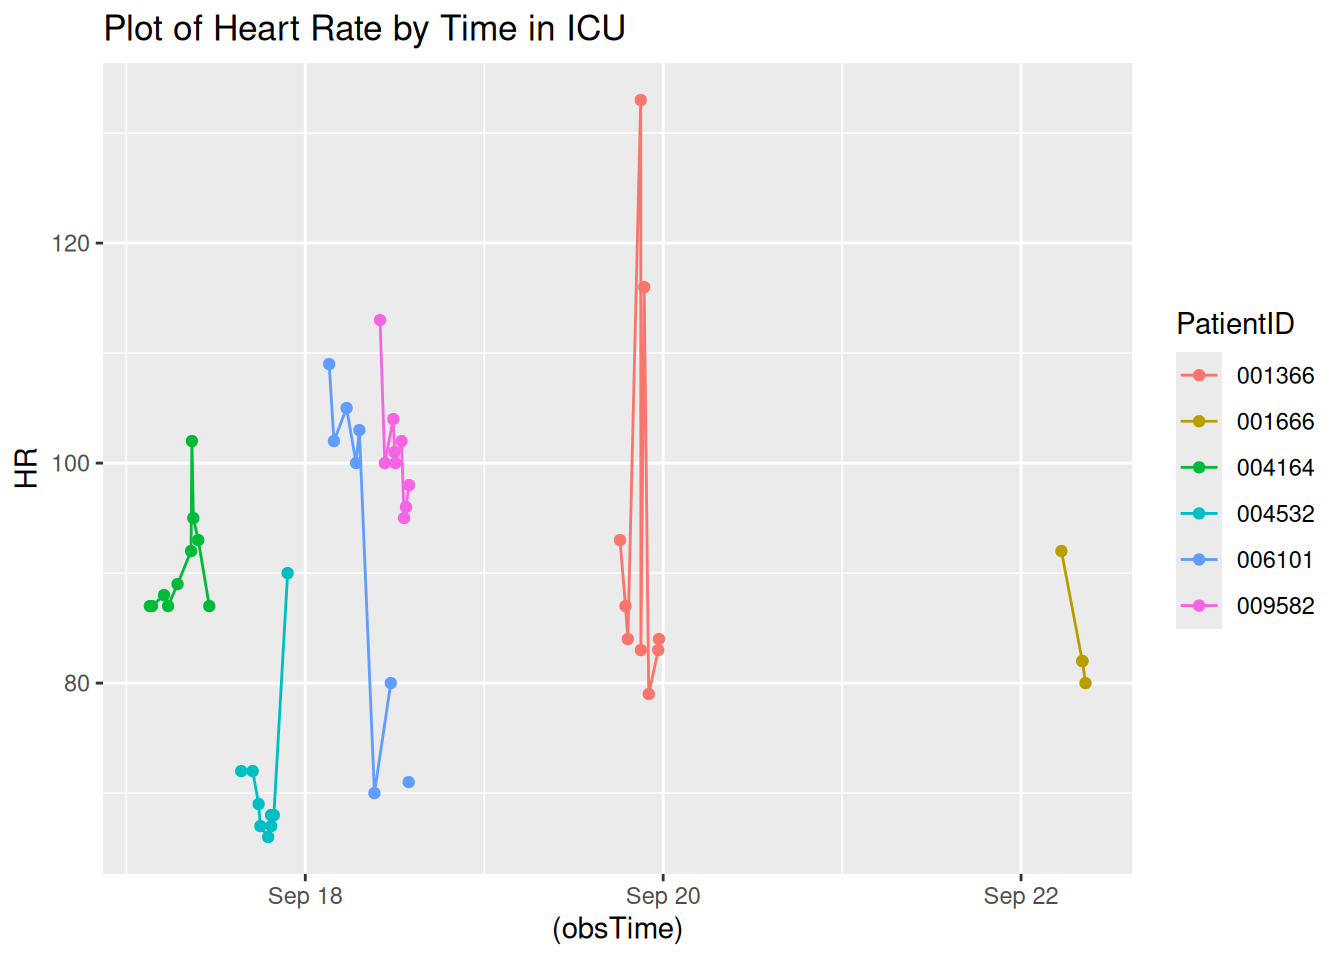 Plot of Heart Rate by Time in ICU
120
100
80
HR
Sep 18
Sep 20
Sep 22
(obsTime)
PatientID
001366
001666
004164
004532
006101
009582